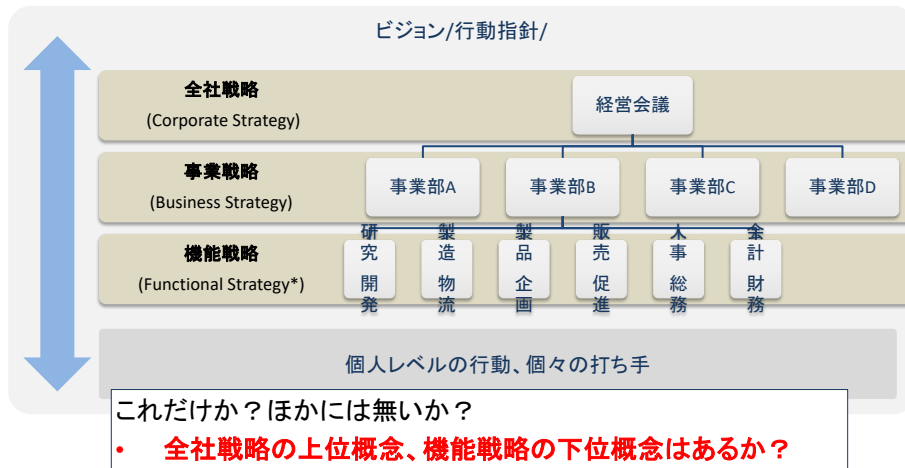 ビジョン/行動指針/
全社戦略
(Corporate Strategy)
経営会議
事業戦略
(Business Strategy)
事業部A
事業部B
事業部C
事業部D
機能戦略
(Functional Strategy*)
研究 開発
製造 物流
製品 企画
販売 促進
人事 総務
会計 財務
個人レベルの行動、個々の打ち手
これだけか？ほかには無いか？
• 全社戦略の上位概念、機能戦略の下位概念はあるか？